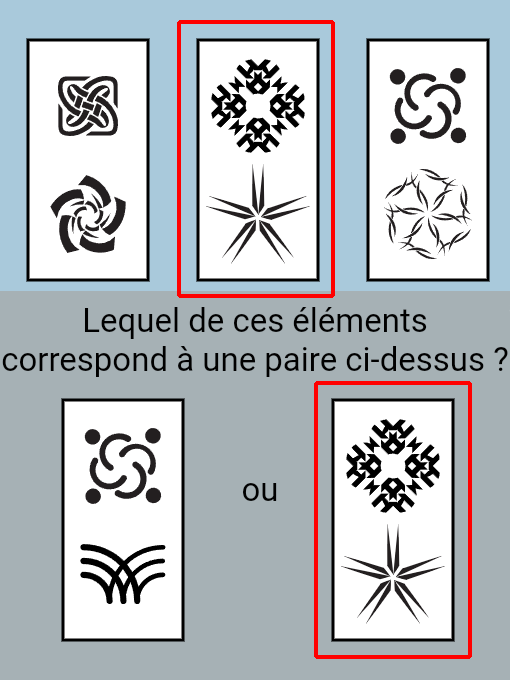 Lequel de ces éléments
correspond à une paire ci-dessus ?
ou